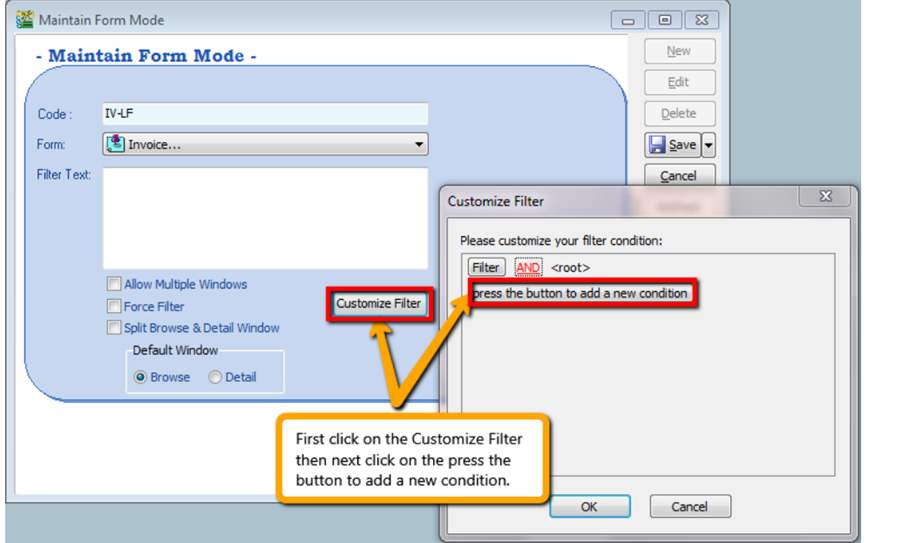 Maintain Form Mode
- Maintain Form Mode -
New
Edit
Delete
Save
Cancel
Code :
IV-LF
Form:
Invoice...
Filter Text:
Allow Multiple Windows
Force Filter
Split Browse & Detail Window
Customize Filter
Default Window
Browse
Detail
Customize Filter
Please customize your filter condition:
Filter AND <root>
press the button to add a new condition
OK
Cancel
First click on the Customize Filter
then next click on the press the
button to add a new condition.